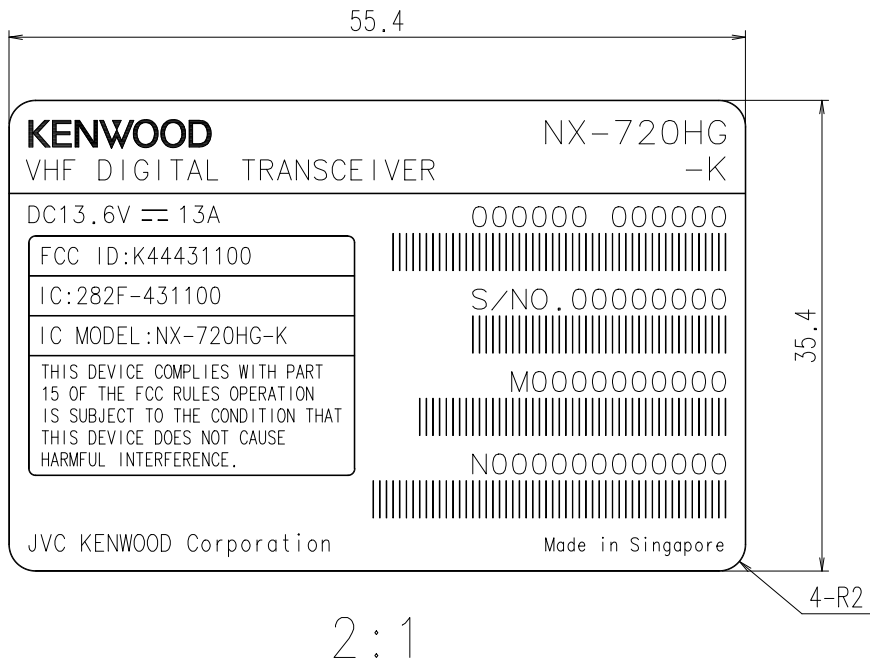 55.4
KENWOOD
NX-720HG
VHF DIGITAL TRANSCEIVER
-K
DC13.6V ⎓ 13A
000000 000000
FCC ID:K44431100
IC:282F-431100
S/NO.00000000
IC MODEL:NX-720HG-K
35.4
THIS DEVICE COMPLIES WITH PART
15 OF THE FCC RULES OPERATION
IS SUBJECT TO THE CONDITION THAT
THIS DEVICE DOES NOT CAUSE
HARMFUL INTERFERENCE.
M0000000000
N000000000000
JVC KENWOOD Corporation
Made in Singapore
4-R2
2:1